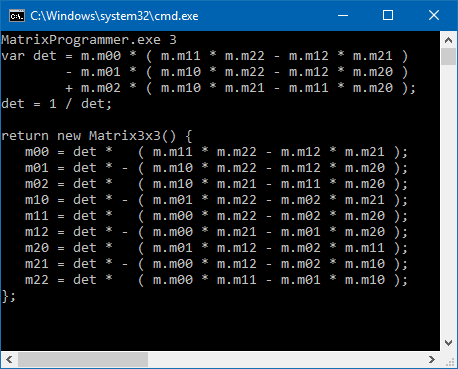 C:\Windows\system32\cmd.exe
MatrixProgrammer.exe 3
var det = m.m00 * ( m.m11 * m.m22 - m.m12 * m.m21 )
        - m.m01 * ( m.m10 * m.m22 - m.m12 * m.m20 )
        + m.m02 * ( m.m10 * m.m21 - m.m11 * m.m20 );
det = 1 / det;

return new Matrix3x3() {
   m00 = det *   ( m.m11 * m.m22 - m.m12 * m.m21 );
   m01 = det * - ( m.m10 * m.m22 - m.m12 * m.m20 );
   m02 = det *   ( m.m10 * m.m21 - m.m11 * m.m20 );
   m10 = det * - ( m.m01 * m.m22 - m.m02 * m.m21 );
   m11 = det *   ( m.m00 * m.m22 - m.m02 * m.m20 );
   m12 = det * - ( m.m00 * m.m21 - m.m01 * m.m20 );
   m20 = det *   ( m.m01 * m.m12 - m.m02 * m.m11 );
   m21 = det * - ( m.m00 * m.m12 - m.m02 * m.m10 );
   m22 = det *   ( m.m00 * m.m11 - m.m01 * m.m10 );
};